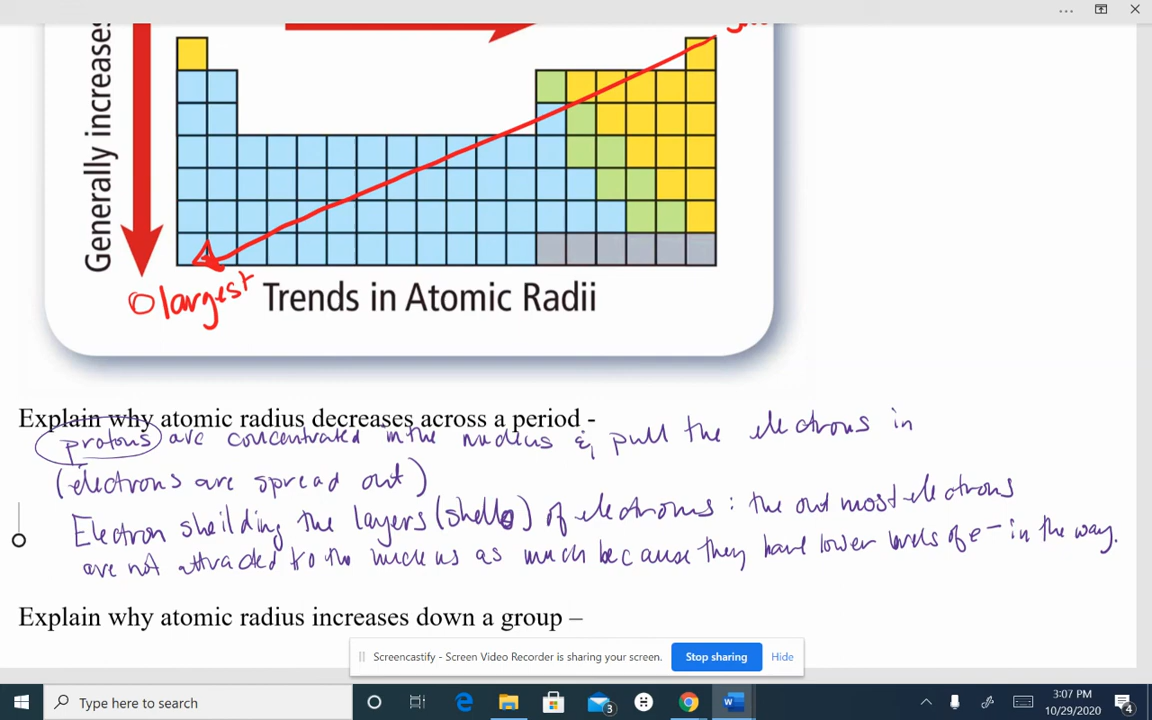 Generally increases
Olargest
Trends in Atomic Radii
Explain why atomic radius decreases across a period -
protons are concentrated in the nucleus & pull the electrons in
(electrons are spread out)
Electron sheilding the layers (shells) of electrons : the out most electrons
are not attracted to the nucleus as much because they have lower levels of e- in the way.
Explain why atomic radius increases down a group –
Screencastify - Screen Video Recorder is sharing your screen.
Stop sharing
Hide
Type here to search
3
3:07 PM
10/29/2020
4